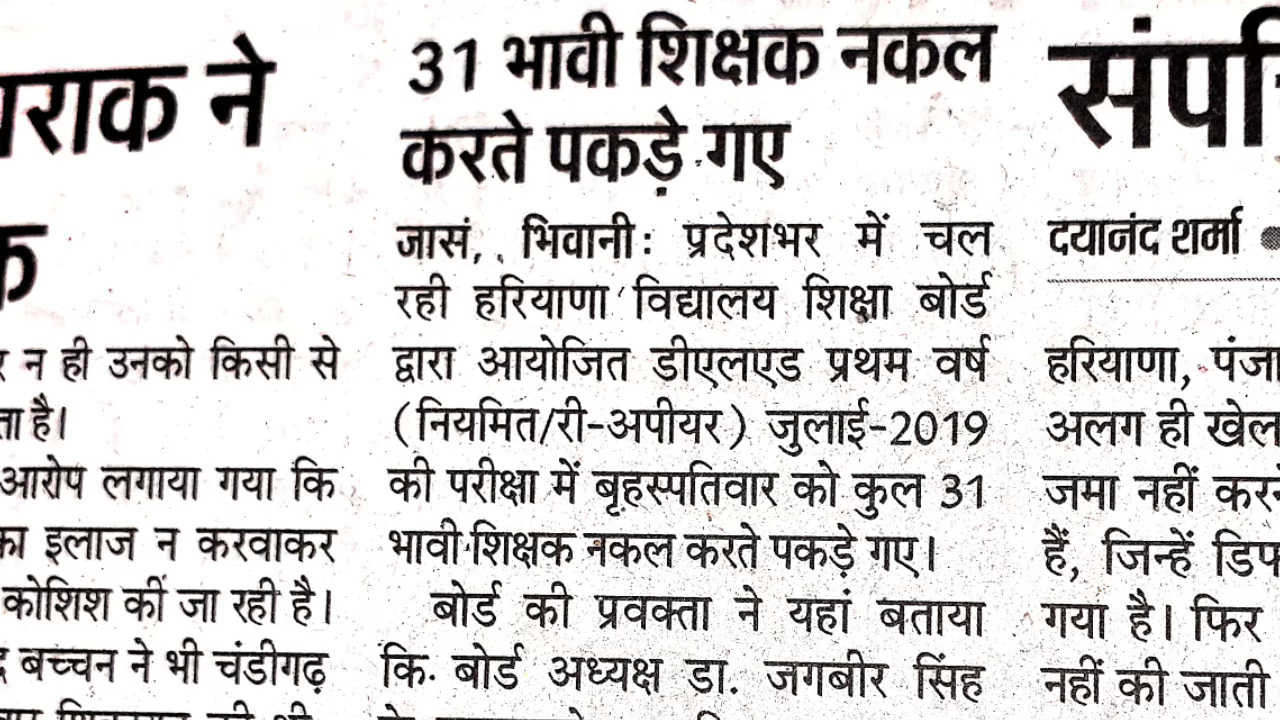 राक ने
क
न ही उनको किसी से
ता है।
आरोप लगाया गया कि
का इलाज न करवाकर
कोशिश की जा रही है।
बच्चन ने भी चंडीगढ़
31 भावी शिक्षक नकल
करते पकड़े गए
जासं, भिवानी: प्रदेशभर में चल
रही हरियाणा विद्यालय शिक्षा बोर्ड
द्वारा आयोजित डीएलएड प्रथम वर्ष
(नियमित/री-अपीयर) जुलाई-2019
की परीक्षा में बृहस्पतिवार को कुल 31
भावी शिक्षक नकल करते पकड़े गए।
बोर्ड की प्रवक्ता ने यहां बताया
कि बोर्ड अध्यक्ष डा. जगबीर सिंह
दयानंद शर्मा
हरियाणा, पंजा
अलग ही खेल
जमा नहीं कर
हैं, जिन्हें डिफ
गया है। फिर
नहीं की जाती